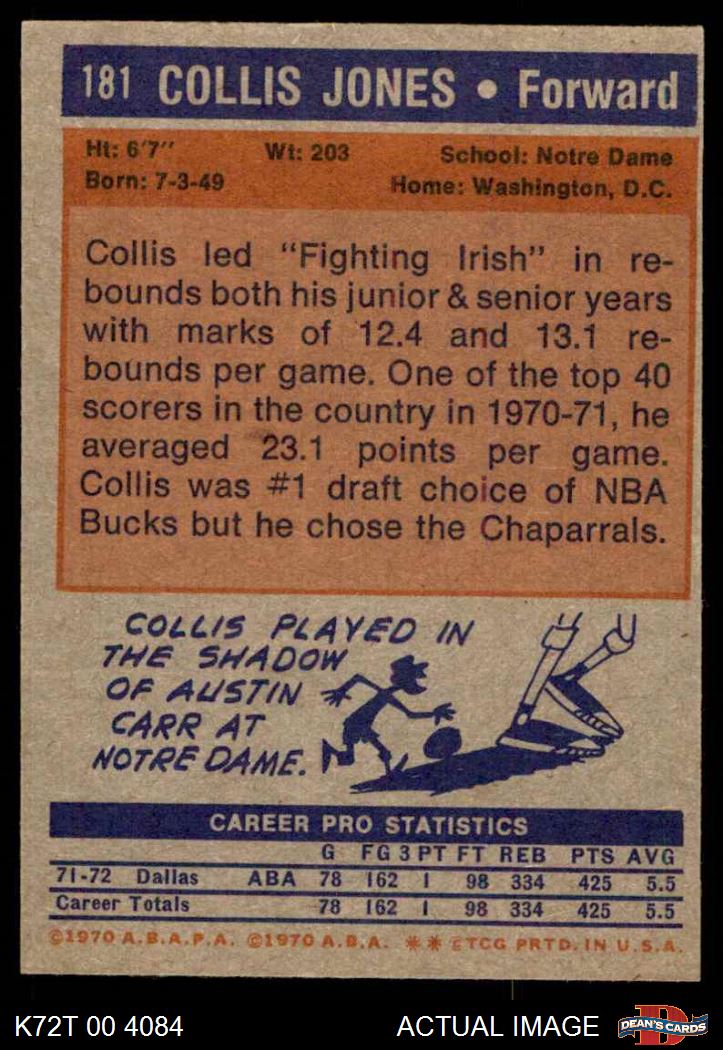 181 COLLIS JONES • Forward
Ht: 6'7" Wt: 203 School: Notre Dame
Born: 7-3-49 Home: Washington, D.C.
Collis led "Fighting Irish" in re-
bounds both his junior & senior years
with marks of 12.4 and 13.1 re-
bounds per game. One of the top 40
scorers in the country in 1970-71, he
averaged 23.1 points per game.
Collis was #1 draft choice of NBA
Bucks but he chose the Chaparrals.
COLLIS PLAYED IN
THE SHADOW
OF AUSTIN
CARR AT
NOTRE DAME.
CAREER PRO STATISTICS
G FG 3PT FT REB PTS AVG
71-72 Dallas ABA 78 162 1 98 334 425 5.5
Career Totals 78 162 1 98 334 425 5.5
©1970 A.B.A.P.A. ©1970 A.B.A. ** ©TCG PRTD. IN U.S.A.
K72T 00 4084 ACTUAL IMAGE D DEAN'S CARDS